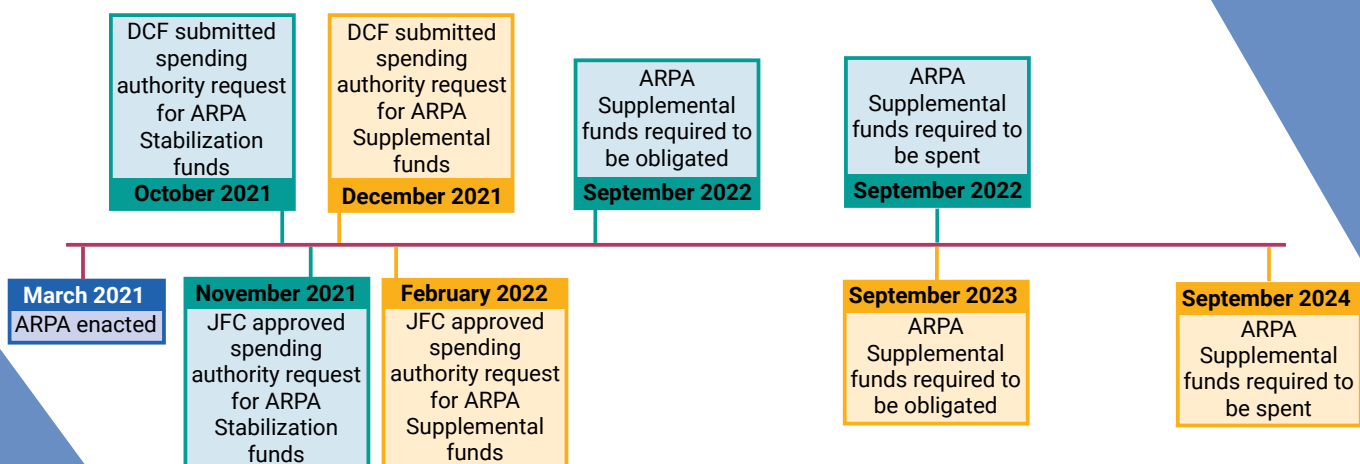 DCF submitted
spending
authority request
for ARPA
Stabilization
funds
October 2021
DCF submitted
spending
authority request
for ARPA
Supplemental
funds
December 2021
ARPA
Supplemental
funds required to
be obligated
September 2022
ARPA
Supplemental
funds required to
be spent
September 2022
March 2021
ARPA enacted
November 2021
JFC approved
spending
authority request
for ARPA
Stabilization
funds
February 2022
JFC approved
spending
authority request
for ARPA
Supplemental
funds
September 2023
ARPA
Supplemental
funds required to
be obligated
September 2024
ARPA
Supplemental
funds required to
be spent